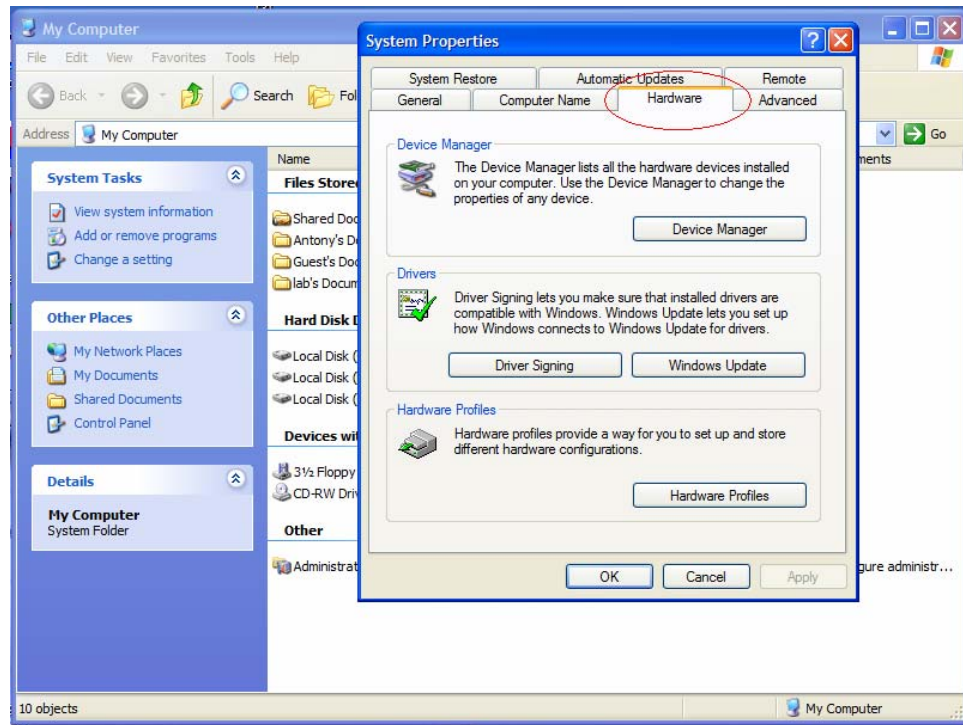 My Computer
File Edit View Favorites Tools Help
Back Search Fol
Address My Computer Go
System Tasks
View system information
Add or remove programs
Change a setting
Other Places
My Network Places
My Documents
Shared Documents
Control Panel
Details
My Computer
System Folder
Name
Files Store
Shared Doc
Antony's D
Guest's Doc
lab's Docum
Hard Disk D
Local Disk (
Local Disk (
Local Disk (
Devices wi
3½ Floppy
CD-RW Driv
Other
Administrat
ments
gure administr...
System Properties
System Restore Automatic Updates Remote
General Computer Name Hardware Advanced
Device Manager
The Device Manager lists all the hardware devices installed
on your computer. Use the Device Manager to change the
properties of any device.
Device Manager
Drivers
Driver Signing lets you make sure that installed drivers are
compatible with Windows. Windows Update lets you set up
how Windows connects to Windows Update for drivers.
Driver Signing Windows Update
Hardware Profiles
Hardware profiles provide a way for you to set up and store
different hardware configurations.
Hardware Profiles
OK Cancel Apply
10 objects My Computer